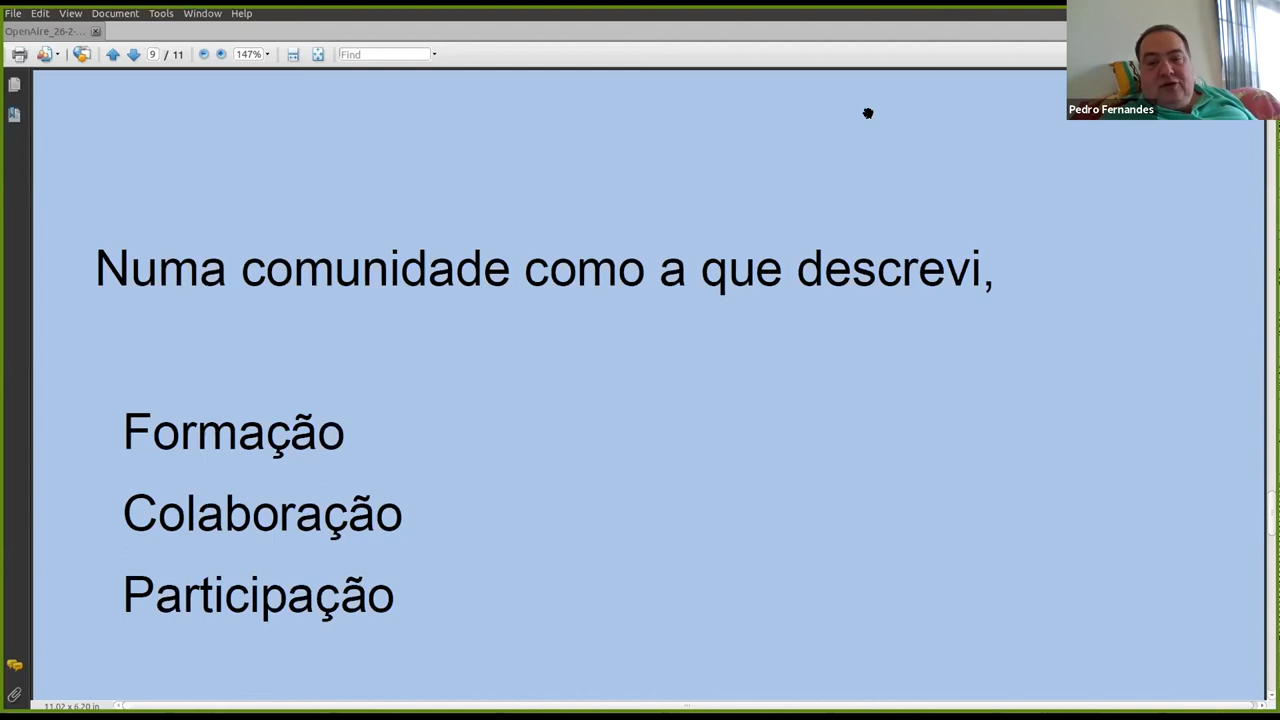 File Edit View Document Tools Window Help
OpenAire_26-2-...
9 / 11 147% Find
Pedro Fernandes
Numa comunidade como a que descrevi,
Formação
Colaboração
Participação
11.02 x 6.20 in